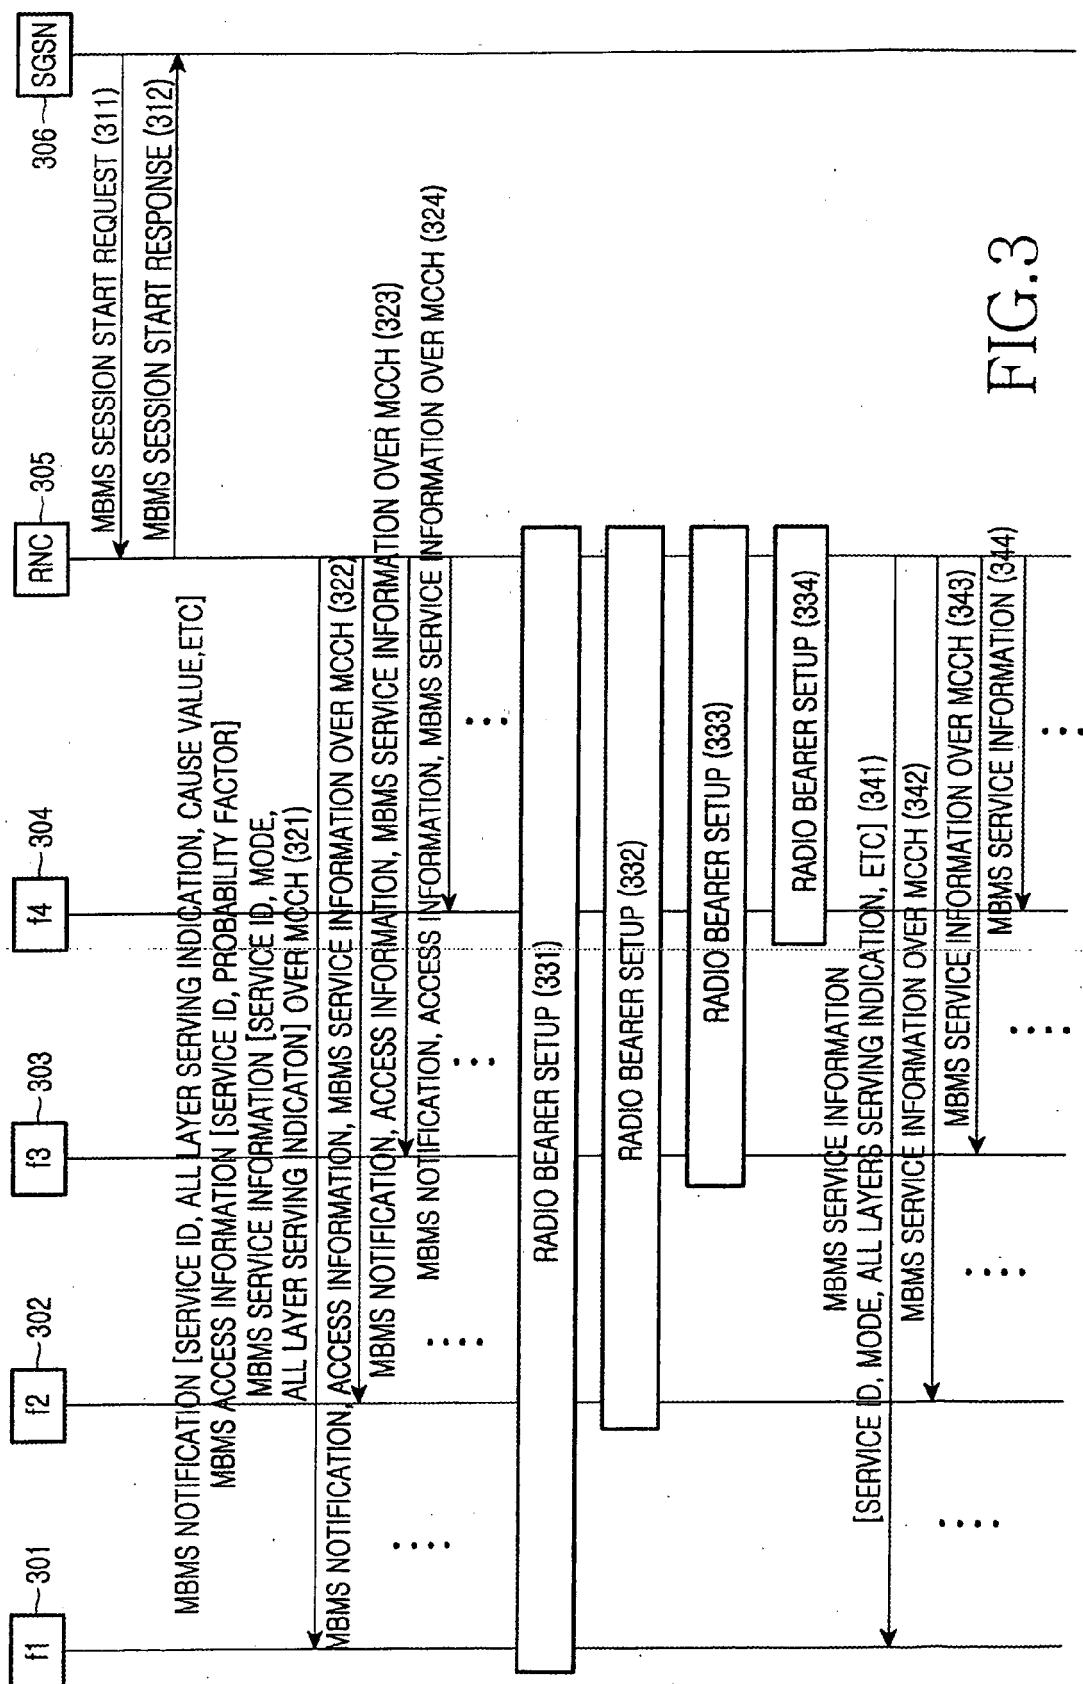 f1
301
f2
302
f3
303
f4
304
RNC
305
SGSN
306
MBMS SESSION START REQUEST (311)
MBMS SESSION START RESPONSE (312)
MBMS NOTIFICATION [SERVICE ID, ALL LAYER SERVING INDICATION, CAUSE VALUE,ETC]
MBMS ACCESS INFORMATION [SERVICE ID, PROBABILITY FACTOR]
MBMS SERVICE INFORMATION [SERVICE ID, MODE,
ALL LAYER SERVING INDICATON] OVER MCCH (321)
MBMS NOTIFICATION, ACCESS INFORMATION, MBMS SERVICE INFORMATION OVER MCCH (322)
MBMS NOTIFICATION, ACCESS INFORMATION, MBMS SERVICE INFORMATION OVER MCCH (323)
MBMS NOTIFICATION, ACCESS INFORMATION, MBMS SERVICE INFORMATION OVER MCCH (324)
RADIO BEARER SETUP (331)
RADIO BEARER SETUP (332)
RADIO BEARER SETUP (333)
RADIO BEARER SETUP (334)
MBMS SERVICE INFORMATION
[SERVICE ID, MODE, ALL LAYERS SERVING INDICATION, ETC] (341)
MBMS SERVICE INFORMATION OVER MCCH (342)
MBMS SERVICE INFORMATION OVER MCCH (343)
MBMS SERVICE INFORMATION (344)
FIG.3